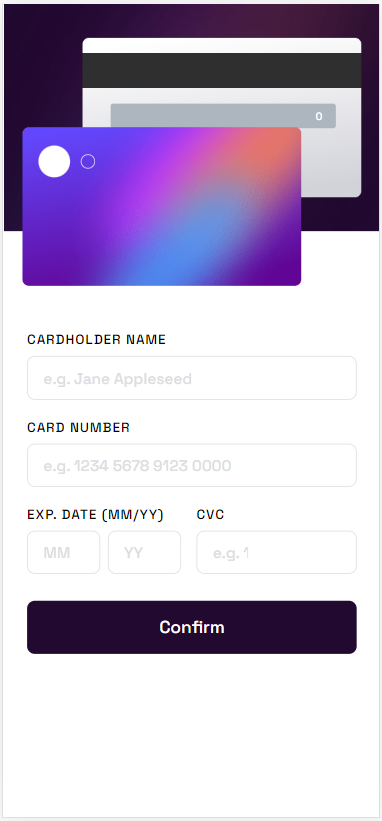 0
CARDHOLDER NAME
e.g. Jane Appleseed
CARD NUMBER
e.g. 1234 5678 9123 0000
EXP. DATE (MM/YY) CVC
MM YY e.g. 1
Confirm